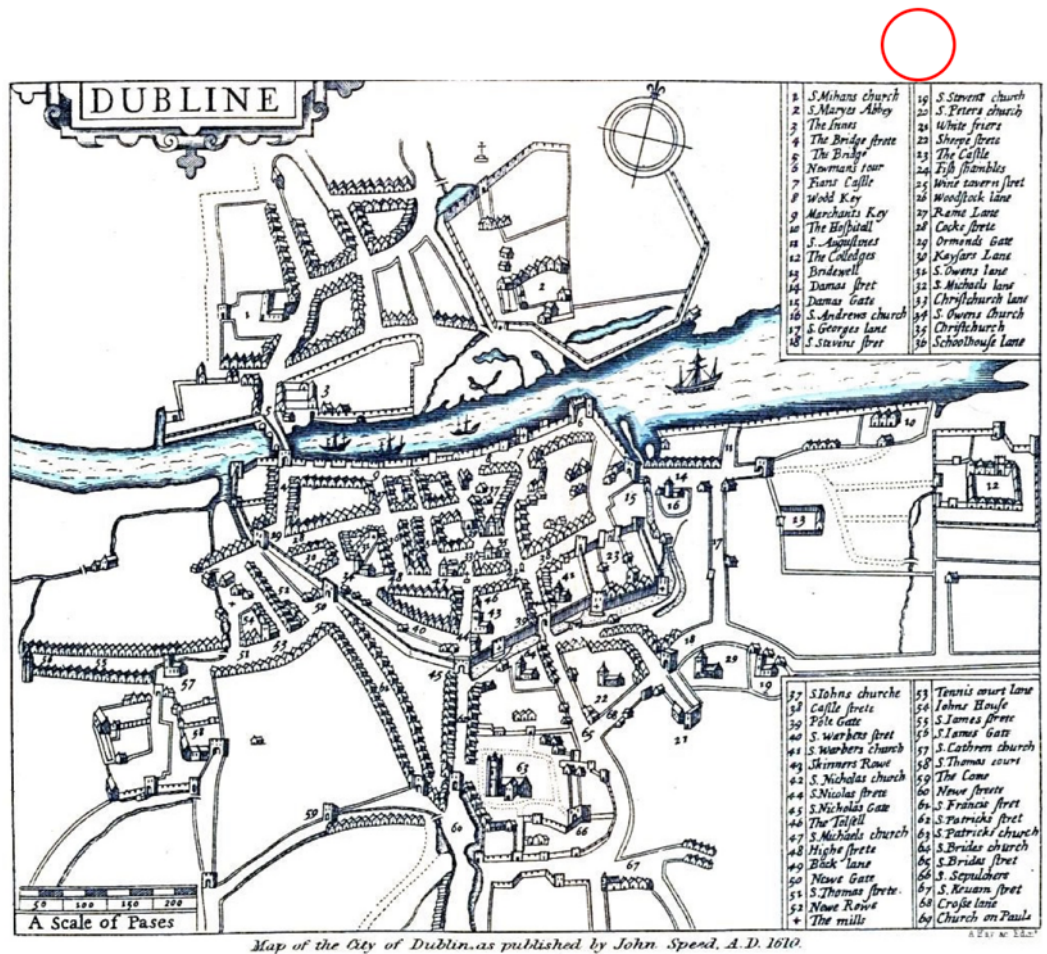 DUBLINE
1 S.Mihans church
2 S.Maryes Abbey
3 The Innes
4 The Bridge strete
5 The Bridge
6 Newmans tour
7 Fians Castle
8 Wodd Key
9 Marchants Key
10 The Hospitall
11 S. Augustines
12 The Colledges
13 Bridewell
14 Damas stret
15 Damas Gate
16 S. Andrews church
17 S. Georges lane
18 S.Stevens stret
19 S.Stevens church
20 S.Peters church
21 White friers
22 Sheepe strete
23 The Castle
24 Fish shambles
25 Wine tavern stret
26 Woodstock lane
27 Rame Lane
28 Cocke strete
29 Ormonds Gate
30 Kaysars Lane
31 S.Owens lane
32 S.Michaels lane
33 Christchurch lane
34 S. Owens Church
35 Christchurch
36 Schoolhouse Lane
37 S.Iohns churche
38 Castle strete
39 Pole Gate
40 S. Warbers stret
41 S. Warbers church
43 Skinners Rowe
42 S.Nicholas church
44 S.Nicolas strete
45 S.Nicholas Gate
46 The Tolsell
47 S.Michaels church
48 Highe strete
49 Back lane
50 Newe Gate
51 S.Thomas strete
52 Newe Rowe
+ The mills
53 Tennis court lane
54 Iohns House
55 S.Iames strete
56 S.Iames Gate
57 S.Cathren church
58 S.Thomas court
59 The Come
60 Newe streete
61 S.Francis stret
62 S.Patricks stret
63 S.Patricks church
64 S.Brides church
65 S.Brides stret
66 S. Sepulchers
67 S. Keuam stret
68 Crosse lane
69 Church on Pauls
50 100 150 200
A Scale of Pases
Map of the City of Dublin, as published by John Speed, A.D. 1610.